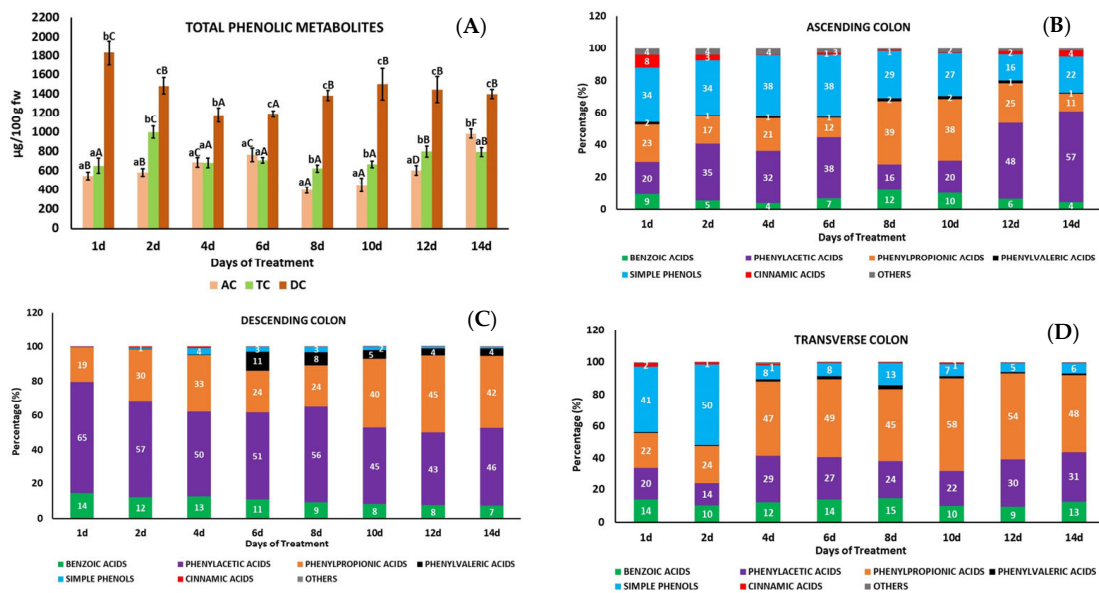 TOTAL PHENOLIC METABOLITES
(A)
µg/100g fw
2200
2000
1800
1600
1400
1200
1000
800
600
400
200
aB aA bC
aB bC cB
aC aA bA
aC aA cA
aA bA cB
aA bA cB
aD bB cB
bF aB cB
1d 2d 4d 6d 8d 10d 12d 14d
Days of Treatment
AC TC DC
ASCENDING COLON
(B)
Percentage (%)
120
100
80
60
40
20
0
9 20 23 2 34 8 4
5 35 17 1 34 3 4
4 32 21 1 38 4
7 38 12 1 38 1 3
12 16 39 2 29 1
10 20 38 2 27 2
6 48 25 1 16 2
4 57 11 1 22 4
1d 2d 4d 6d 8d 10d 12d 14d
Days of Treatment
BENZOIC ACIDS PHENYLACETIC ACIDS PHENYLPROPIONIC ACIDS PHENYLVALERIC ACIDS
SIMPLE PHENOLS CINNAMIC ACIDS OTHERS
DESCENDING COLON
(C)
Percentage (%)
120
100
80
60
40
20
0
14 65 19
12 57 30 1
13 50 33 4
11 51 24 11 3
9 56 24 8 3
8 45 40 5 2
8 43 45 4
7 46 42 4
1d 2d 4d 6d 8d 10d 12d 14d
Days of Treatment
BENZOIC ACIDS PHENYLACETIC ACIDS PHENYLPROPIONIC ACIDS PHENYLVALERIC ACIDS
SIMPLE PHENOLS CINNAMIC ACIDS OTHERS
TRANSVERSE COLON
(D)
Percentage (%)
120
100
80
60
40
20
0
14 20 22 41 2
10 14 24 50 1
12 29 47 8 1
14 27 49 8
15 24 45 13
10 22 58 7 1
9 30 54 5
13 31 48 6
1d 2d 4d 6d 8d 10d 12d 14d
Days of Treatment
BENZOIC ACIDS PHENYLACETIC ACIDS PHENYLPROPIONIC ACIDS PHENYLVALERIC ACIDS
SIMPLE PHENOLS CINNAMIC ACIDS OTHERS